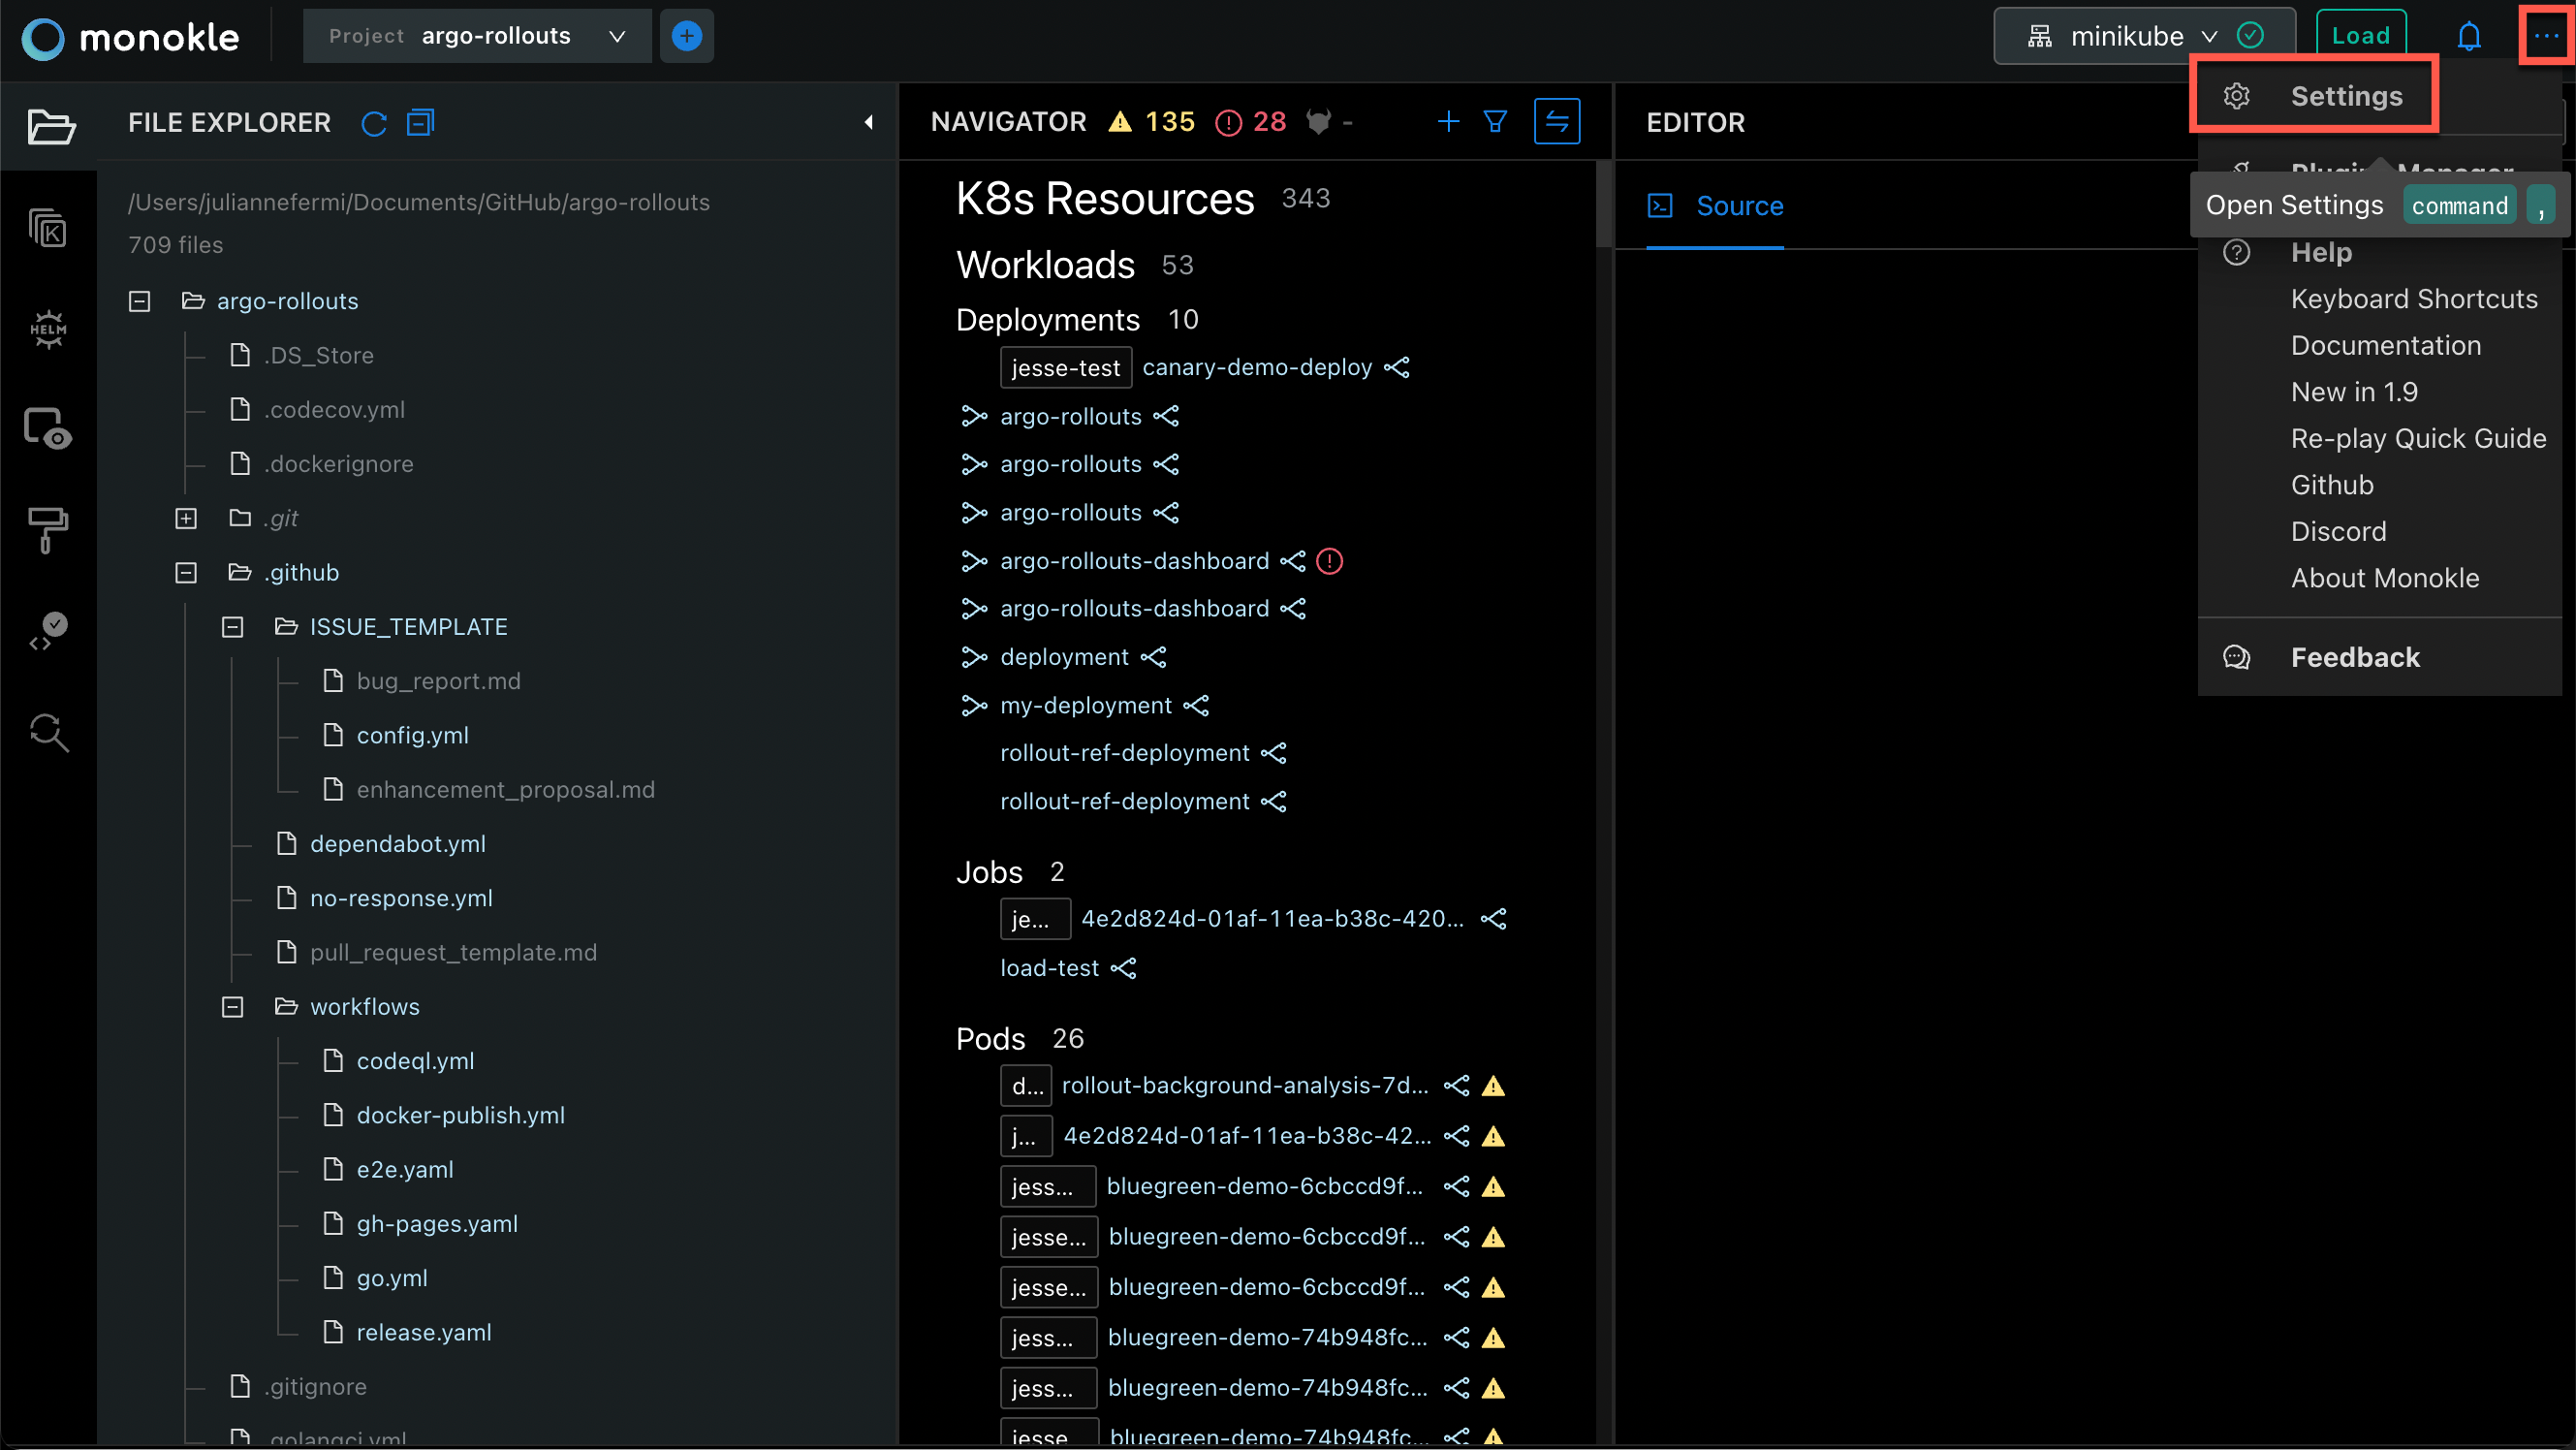 monokle
Project argo-rollouts
minikube
Load
Settings
Plugin Manager
Open Settings command ,
Help
Keyboard Shortcuts
Documentation
New in 1.9
Re-play Quick Guide
Github
Discord
About Monokle
Feedback
FILE EXPLORER
/Users/juliannefermi/Documents/GitHub/argo-rollouts
709 files
argo-rollouts
.DS_Store
.codecov.yml
.dockerignore
.git
.github
ISSUE_TEMPLATE
bug_report.md
config.yml
enhancement_proposal.md
dependabot.yml
no-response.yml
pull_request_template.md
workflows
codeql.yml
docker-publish.yml
e2e.yaml
gh-pages.yaml
go.yml
release.yaml
.gitignore
.golangci.yml
K
HELM
NAVIGATOR 135 28 -
K8s Resources 343
Workloads 53
Deployments 10
jesse-test canary-demo-deploy
argo-rollouts
argo-rollouts
argo-rollouts
argo-rollouts-dashboard
argo-rollouts-dashboard
deployment
my-deployment
rollout-ref-deployment
rollout-ref-deployment
Jobs 2
je... 4e2d824d-01af-11ea-b38c-420...
load-test
Pods 26
d... rollout-background-analysis-7d...
j... 4e2d824d-01af-11ea-b38c-42...
jess... bluegreen-demo-6cbccd9f...
jesse... bluegreen-demo-6cbccd9f...
jesse... bluegreen-demo-6cbccd9f...
jess... bluegreen-demo-74b948fc...
jess... bluegreen-demo-74b948fc...
jesse... bluegreen-demo-74b948fc...
EDITOR
Source